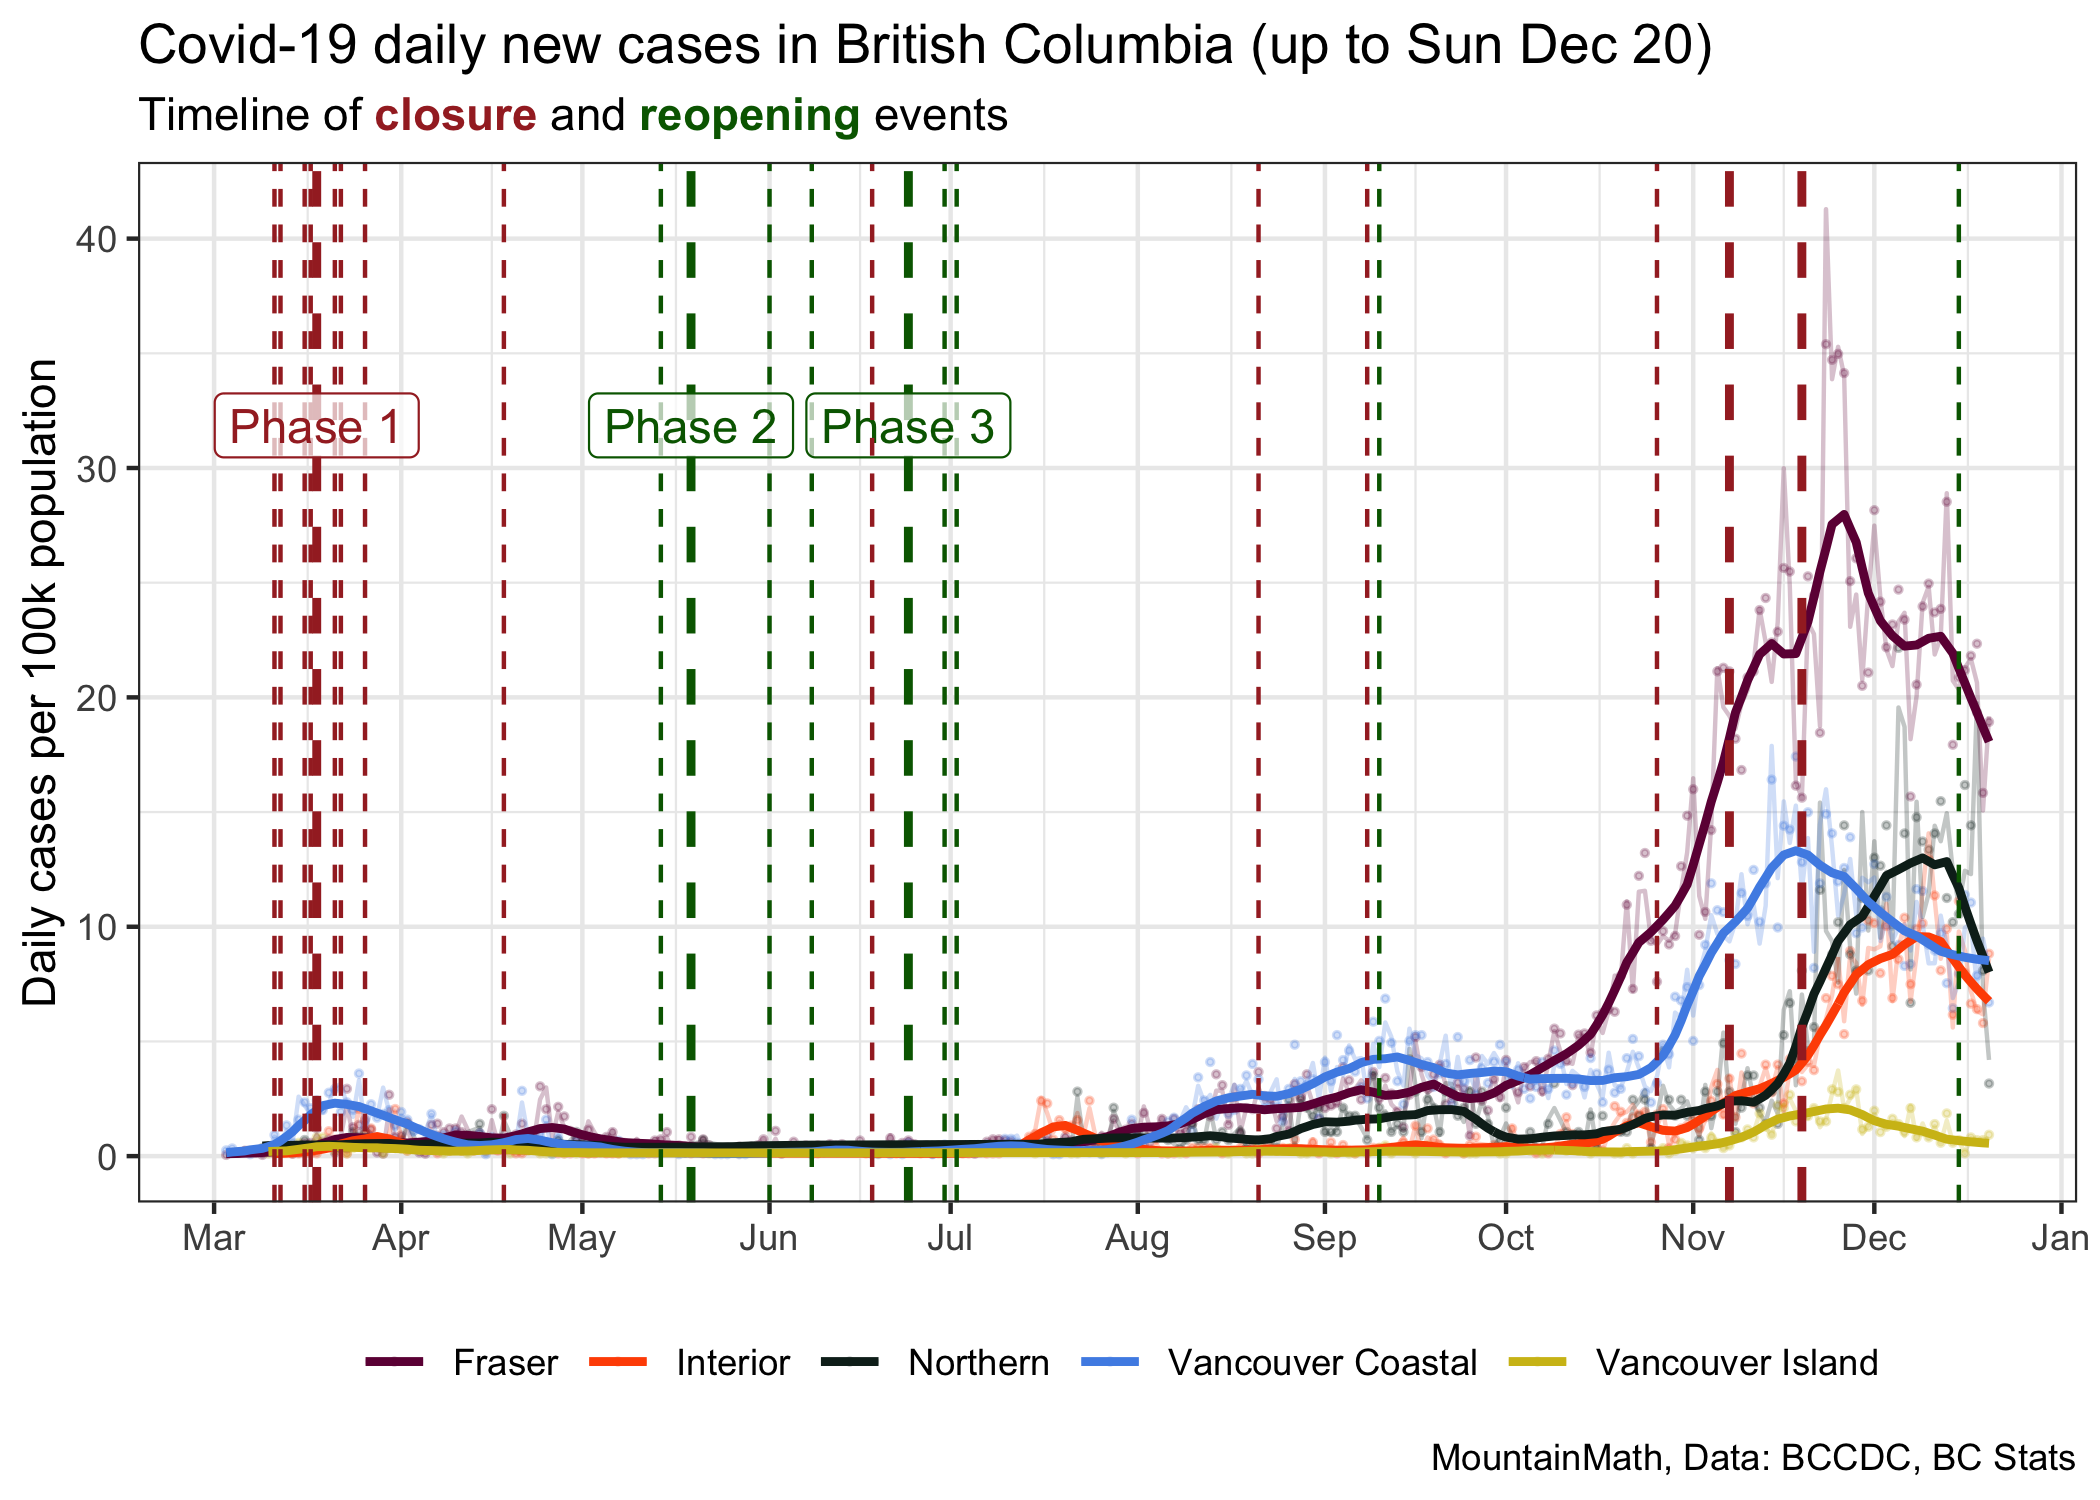 Covid-19 daily new cases in British Columbia (up to Sun Dec 20)
Timeline of closure and reopening events
Daily cases per 100k population
40
30
20
10
0
Phase 1
Phase 2
Phase 3
Mar Apr May Jun Jul Aug Sep Oct Nov Dec Jan
Fraser Interior Northern Vancouver Coastal Vancouver Island
MountainMath, Data: BCCDC, BC Stats